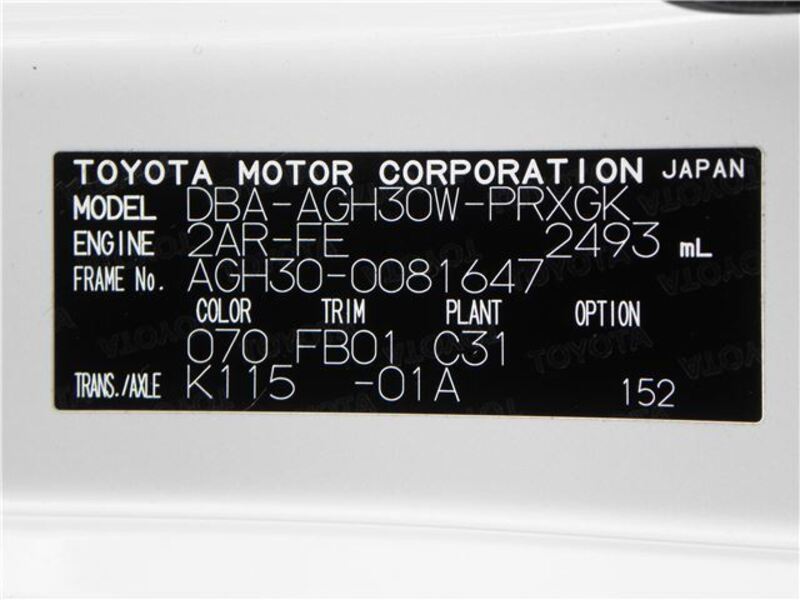 TOYOTA MOTOR CORPORATION JAPAN
MODEL DBA-AGH30W-PRXGK
ENGINE 2AR-FE 2493 mL
FRAME No. AGH30-0081647
COLOR TRIM PLANT OPTION
070 FB01 C31
TRANS./AXLE K115 -01A 152